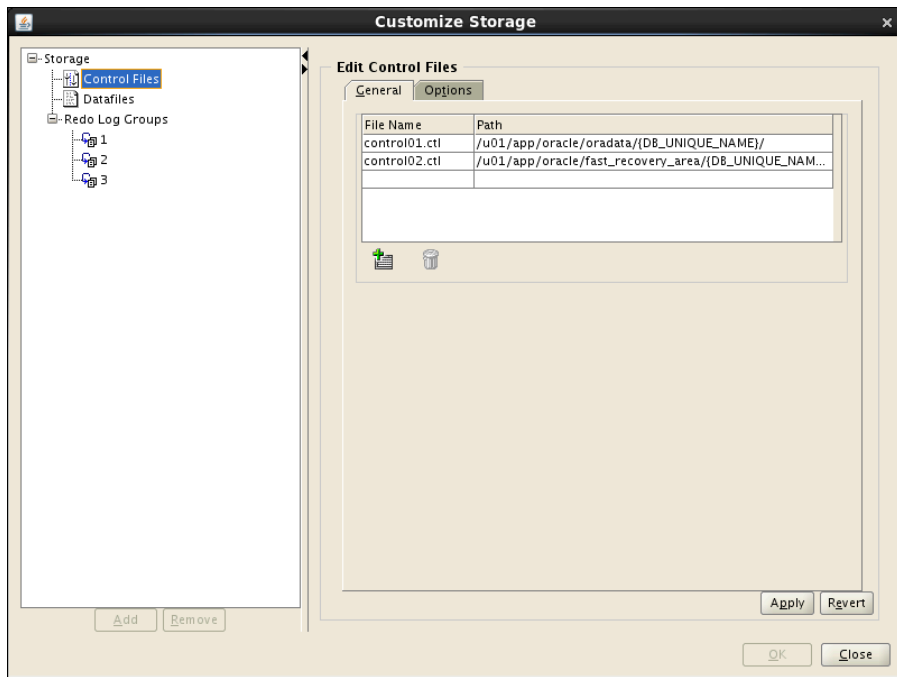 Customize Storage
Storage
Control Files
Datafiles
Redo Log Groups
1
2
3
Add Remove
Edit Control Files
General Options
File Name Path
control01.ctl /u01/app/oracle/oradata/{DB_UNIQUE_NAME}/
control02.ctl /u01/app/oracle/fast_recovery_area/{DB_UNIQUE_NAM...
Apply Revert
OK Close